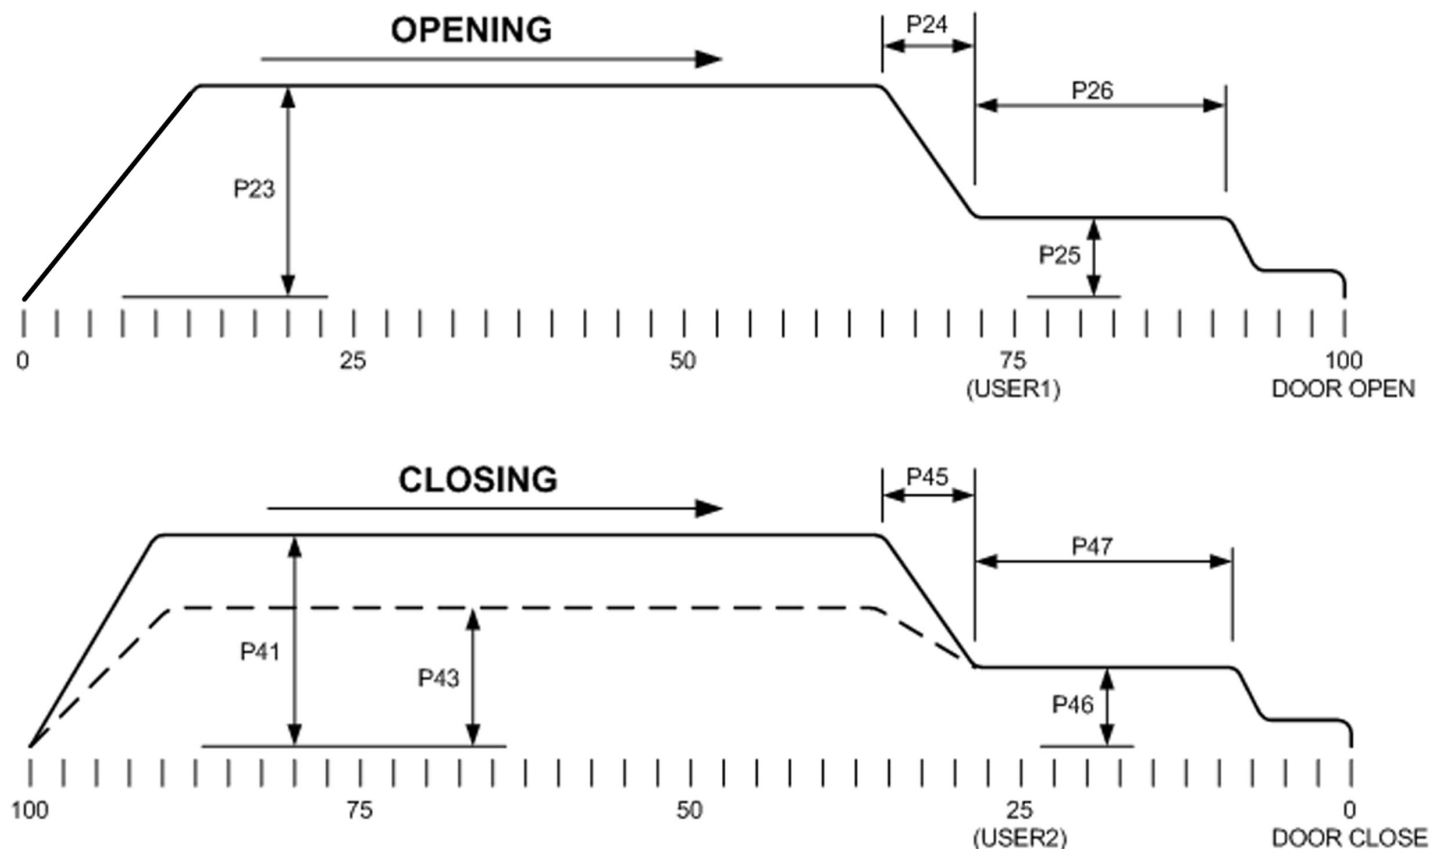 OPENING
P24
P26
P23
P25
0 25 50 75 100
(USER1) DOOR OPEN
CLOSING
P45
P47
P41
P43
P46
100 75 50 25 0
(USER2) DOOR CLOSE